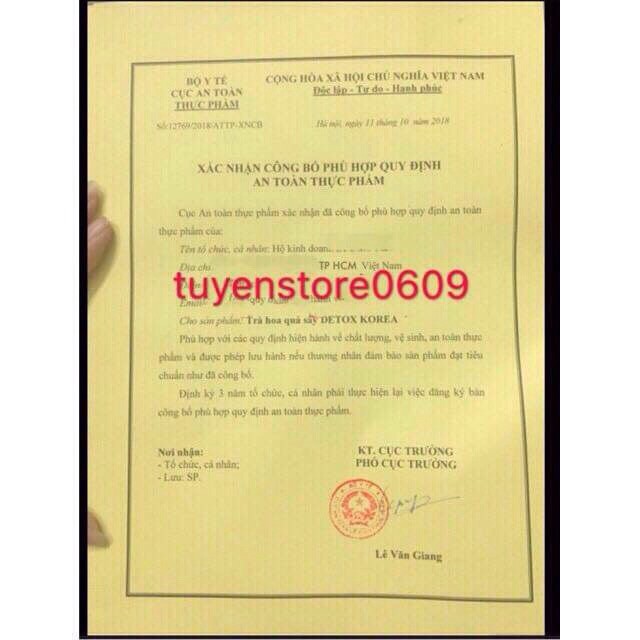 BỘ Y TẾ
CỤC AN TOÀN
THỰC PHẨM
Số:12769/2018/ATTP-XNCB
CỘNG HÒA XÃ HỘI CHỦ NGHĨA VIỆT NAM
Độc lập - Tự do - Hạnh phúc
Hà nội, ngày 11 tháng 10 năm 2018
XÁC NHẬN CÔNG BỐ PHÙ HỢP QUY ĐỊNH
AN TOÀN THỰC PHẨM
Cục An toàn thực phẩm xác nhận đã công bố phù hợp quy định an toàn
thực phẩm của:
Tên tổ chức, cá nhân: Hộ kinh doanh
Địa chỉ TP HCM Việt Nam
tuyenstore0609
Email
Cho sản phẩm: Trà hoa quả sấy DETOX KOREA
Phù hợp với các quy định hiện hành về chất lượng, vệ sinh, an toàn thực
phẩm và được phép lưu hành nếu thương nhân đảm bảo sản phẩm đạt tiêu
chuẩn như đã công bố.
Định kỳ 3 năm tổ chức, cá nhân phải thực hiện lại việc đăng ký bản
công bố phù hợp quy định an toàn thực phẩm.
Nơi nhận:
- Tổ chức, cá nhân;
- Lưu: SP.
KT. CỤC TRƯỞNG
PHÓ CỤC TRƯỞNG
Lê Văn Giang